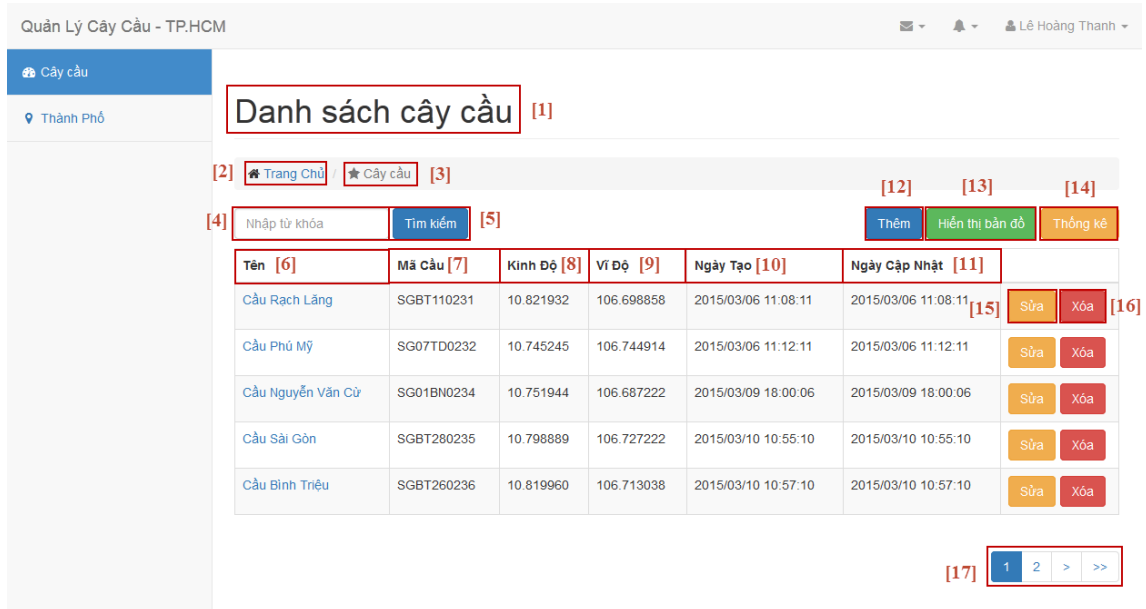 Quản Lý Cây Cầu - TP.HCM
Lê Hoàng Thanh
Cây cầu
Thành Phố
Danh sách cây cầu [1]
[2] Trang Chủ / Cây cầu [3]
[12] [13] [14]
[4] Nhập từ khóa Tìm kiếm [5] Thêm Hiển thị bản đồ Thống kê
Tên [6] Mã Cầu [7] Kinh Độ [8] Vĩ Độ [9] Ngày Tạo [10] Ngày Cập Nhật [11]
Cầu Rạch Lăng SGBT110231 10.821932 106.698858 2015/03/06 11:08:11 2015/03/06 11:08:11 [15] Sửa Xóa [16]
Cầu Phú Mỹ SG07TD0232 10.745245 106.744914 2015/03/06 11:12:11 2015/03/06 11:12:11 Sửa Xóa
Cầu Nguyễn Văn Cừ SG01BN0234 10.751944 106.687222 2015/03/09 18:00:06 2015/03/09 18:00:06 Sửa Xóa
Cầu Sài Gòn SGBT280235 10.798889 106.727222 2015/03/10 10:55:10 2015/03/10 10:55:10 Sửa Xóa
Cầu Bình Triệu SGBT260236 10.819960 106.713038 2015/03/10 10:57:10 2015/03/10 10:57:10 Sửa Xóa
[17] 1 2 > >>